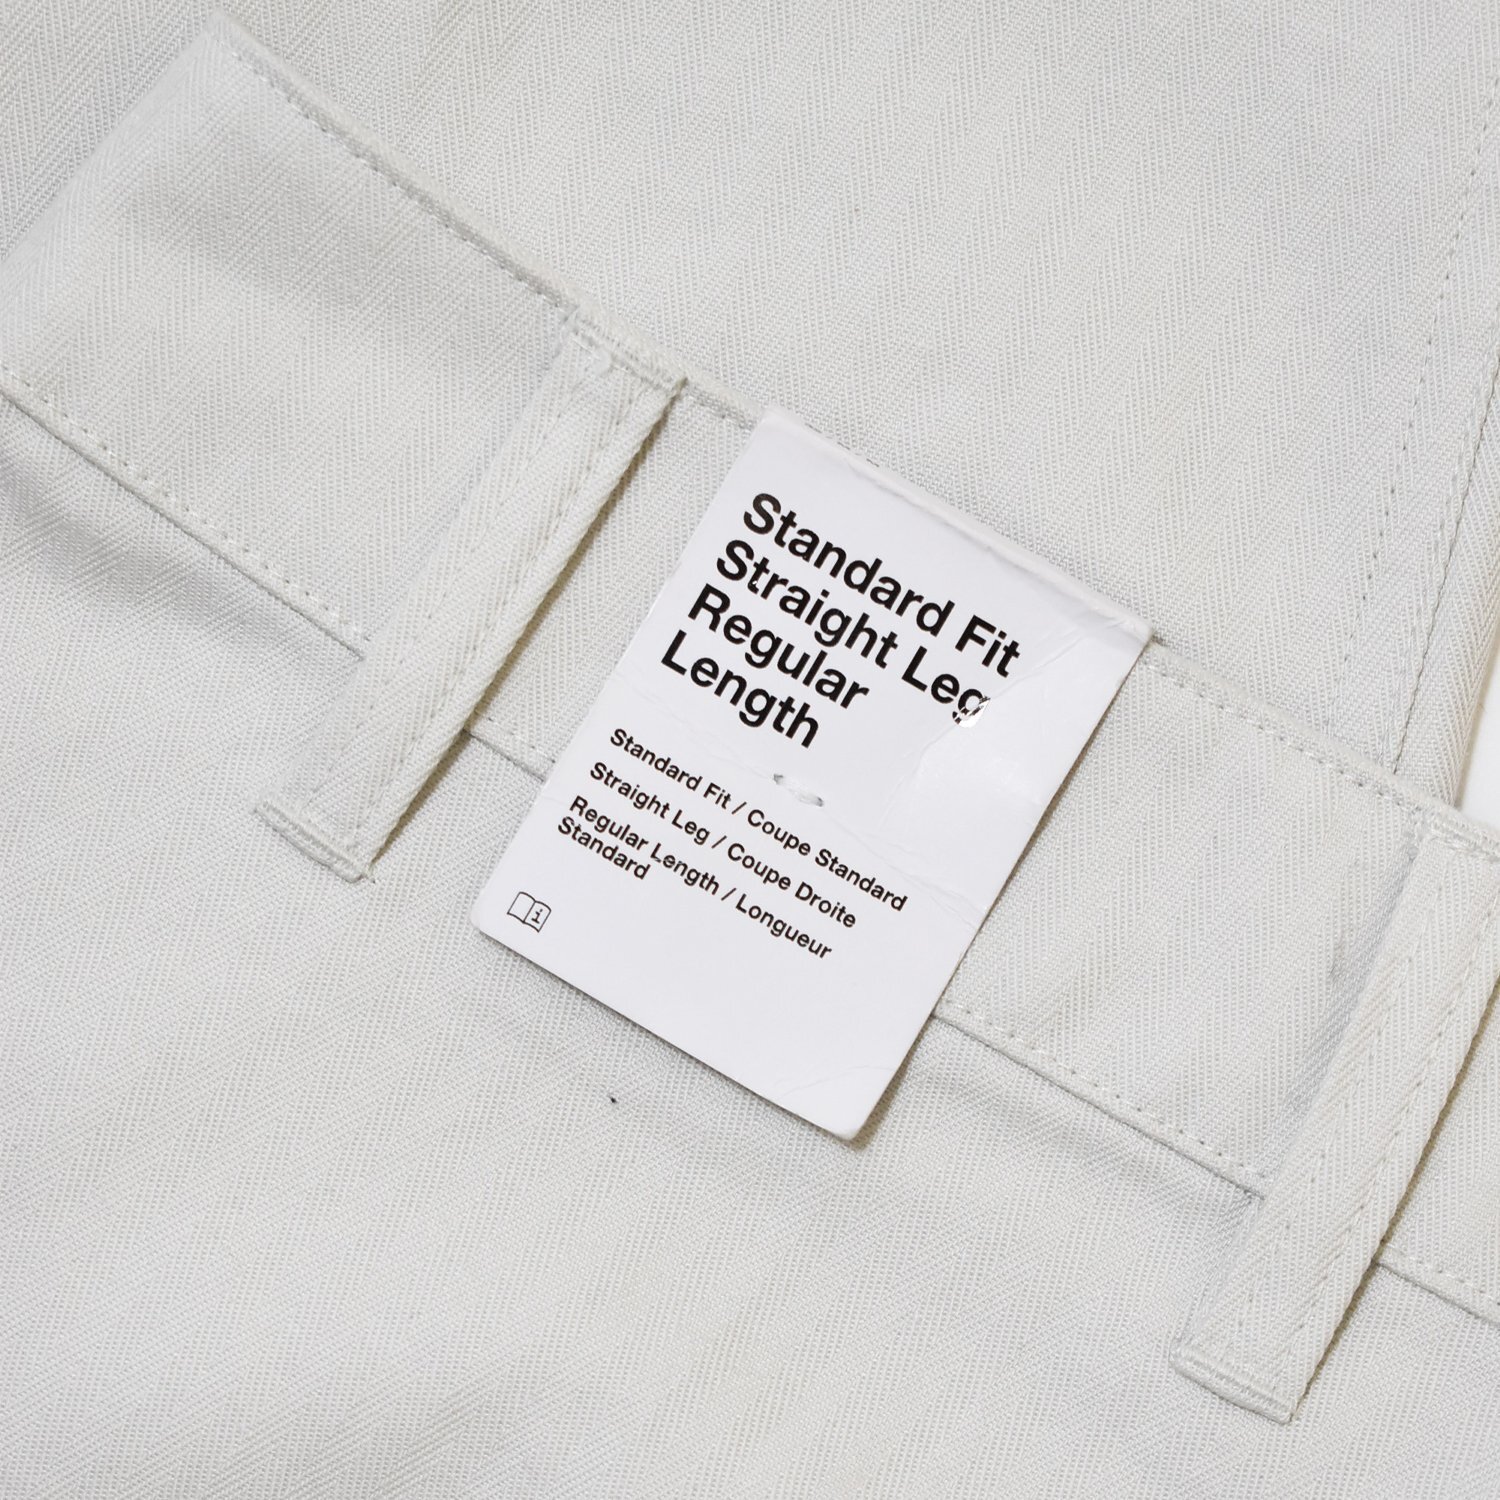 Standard Fit
Straight Leg
Regular
Length
Standard Fit / Coupe Standard
Straight Leg / Coupe Droite
Regular Length / Longueur
Standard
i